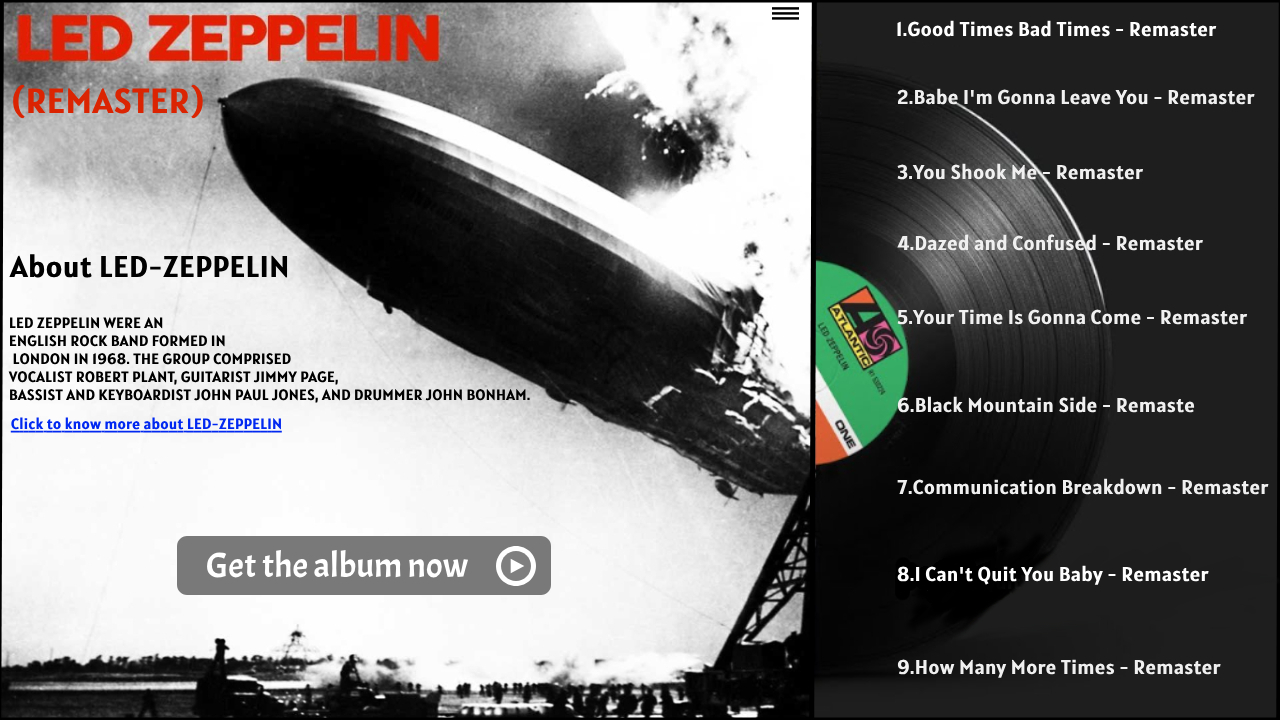 LED ZEPPELIN
(REMASTER)
About LED-ZEPPELIN
LED ZEPPELIN WERE AN
ENGLISH ROCK BAND FORMED IN
LONDON IN 1968. THE GROUP COMPRISED
VOCALIST ROBERT PLANT, GUITARIST JIMMY PAGE,
BASSIST AND KEYBOARDIST JOHN PAUL JONES, AND DRUMMER JOHN BONHAM.
Click to know more about LED-ZEPPELIN
Get the album now
1.Good Times Bad Times - Remaster
2.Babe I'm Gonna Leave You - Remaster
3.You Shook Me - Remaster
4.Dazed and Confused - Remaster
5.Your Time Is Gonna Come - Remaster
6.Black Mountain Side - Remaste
7.Communication Breakdown - Remaster
8.I Can't Quit You Baby - Remaster
9.How Many More Times - Remaster
ATLANTIC
LED ZEPPELIN
ONE